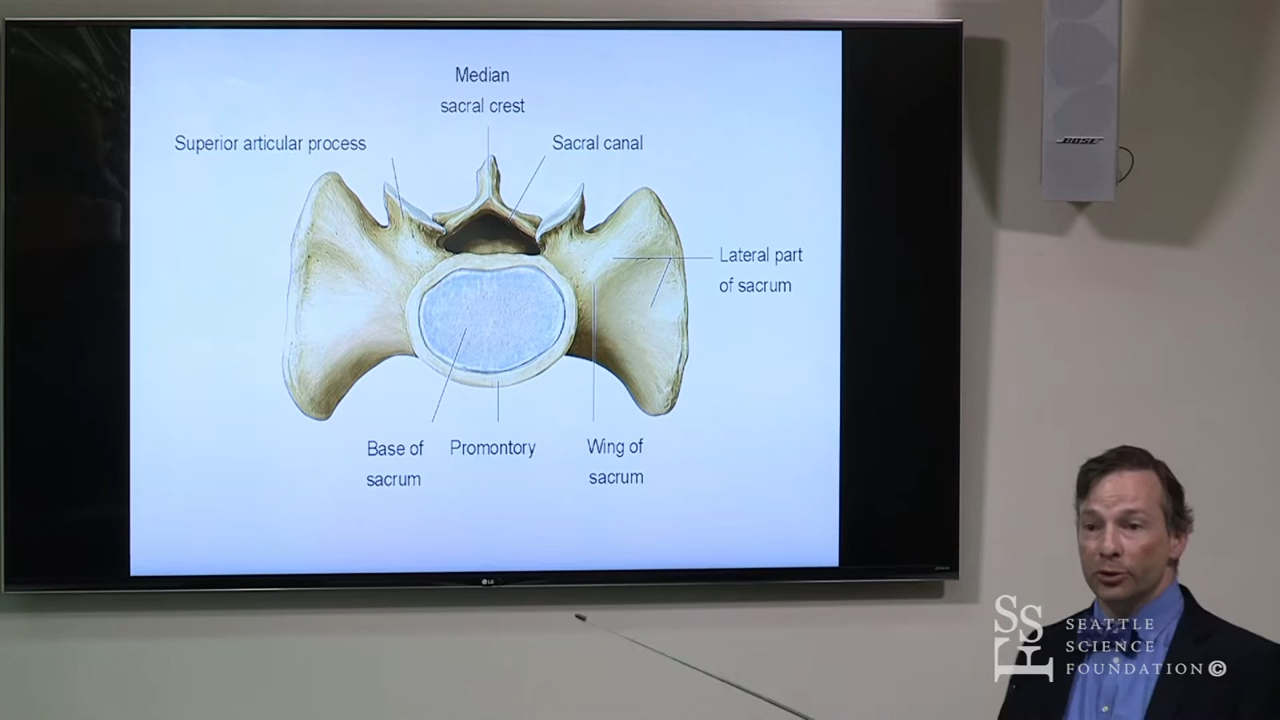 Median
sacral crest
Superior articular process
Sacral canal
BOSE
Lateral part
of sacrum
Base of
sacrum
Promontory
Wing of
sacrum
LG
SSF
SEATTLE
SCIENCE
FOUNDATION©